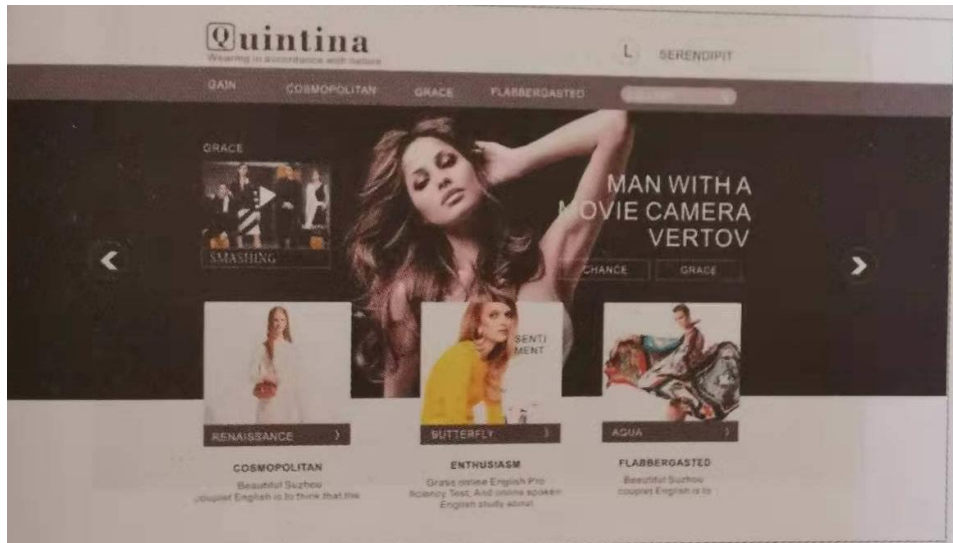 Quintina
Wearing in accordance with nature
L SERENDIPIT
GAIN COSMOPOLITAN GRACE FLABBERGASTED
GRACE
SMASHING
MAN WITH A
MOVIE CAMERA
VERTOV
CHANCE GRACE
SENTI
MENT
RENAISSANCE
BUTTERFLY
AQUA
COSMOPOLITAN
Beautiful Suzhou
couplet English is to think that the
ENTHUSIASM
Grass online English Pro
ficiency Test, And online spoken
English study about
FLABBERGASTED
Beautiful Suzhou
couplet English is to